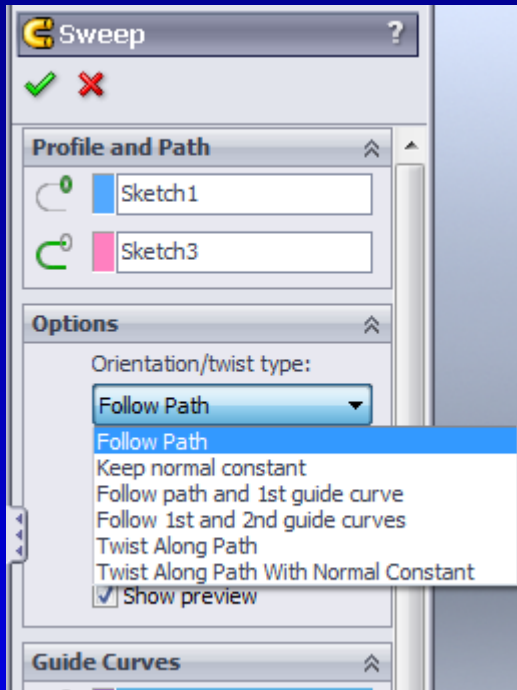 Sweep ?
Profile and Path
Sketch1
Sketch3
Options
Orientation/twist type:
Follow Path
Follow Path
Keep normal constant
Follow path and 1st guide curve
Follow 1st and 2nd guide curves
Twist Along Path
Twist Along Path With Normal Constant
Show preview
Guide Curves